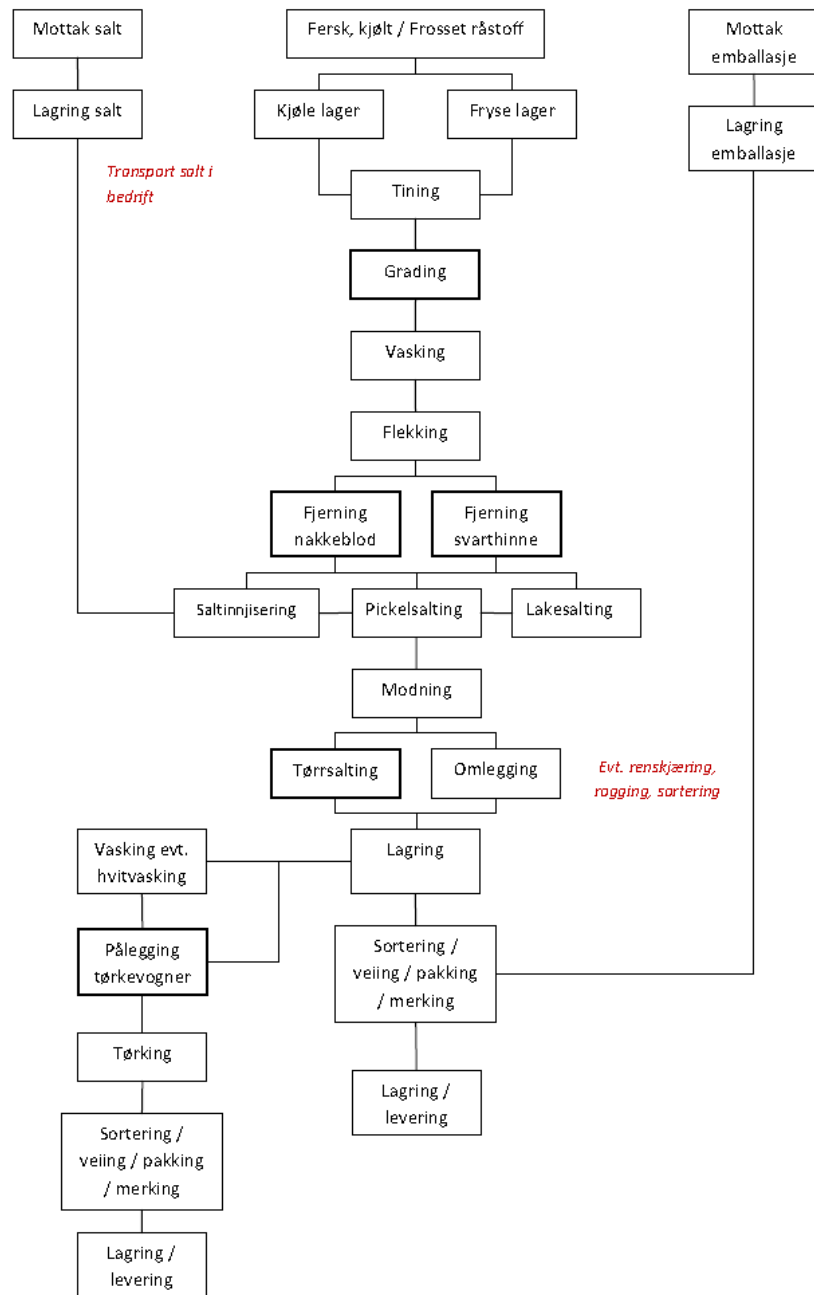 Mottak salt
Fersk, kjølt / Frosset råstoff
Mottak
emballasje
Lagring salt
Kjøle lager
Fryse lager
Lagring
emballasje
Transport salt i
bedrift
Tining
Grading
Vasking
Flekking
Fjerning
nakkeblod
Fjerning
svarthinne
Saltinnjisering
Pickelsalting
Lakesalting
Modning
Tørrsalting
Omlegging
Evt. renskjæring,
rogging, sortering
Vasking evt.
hvitvasking
Lagring
Pålegging
tørkevogner
Sortering /
veiing / pakking
/ merking
Tørking
Lagring /
levering
Sortering /
veiing / pakking
/ merking
Lagring /
levering